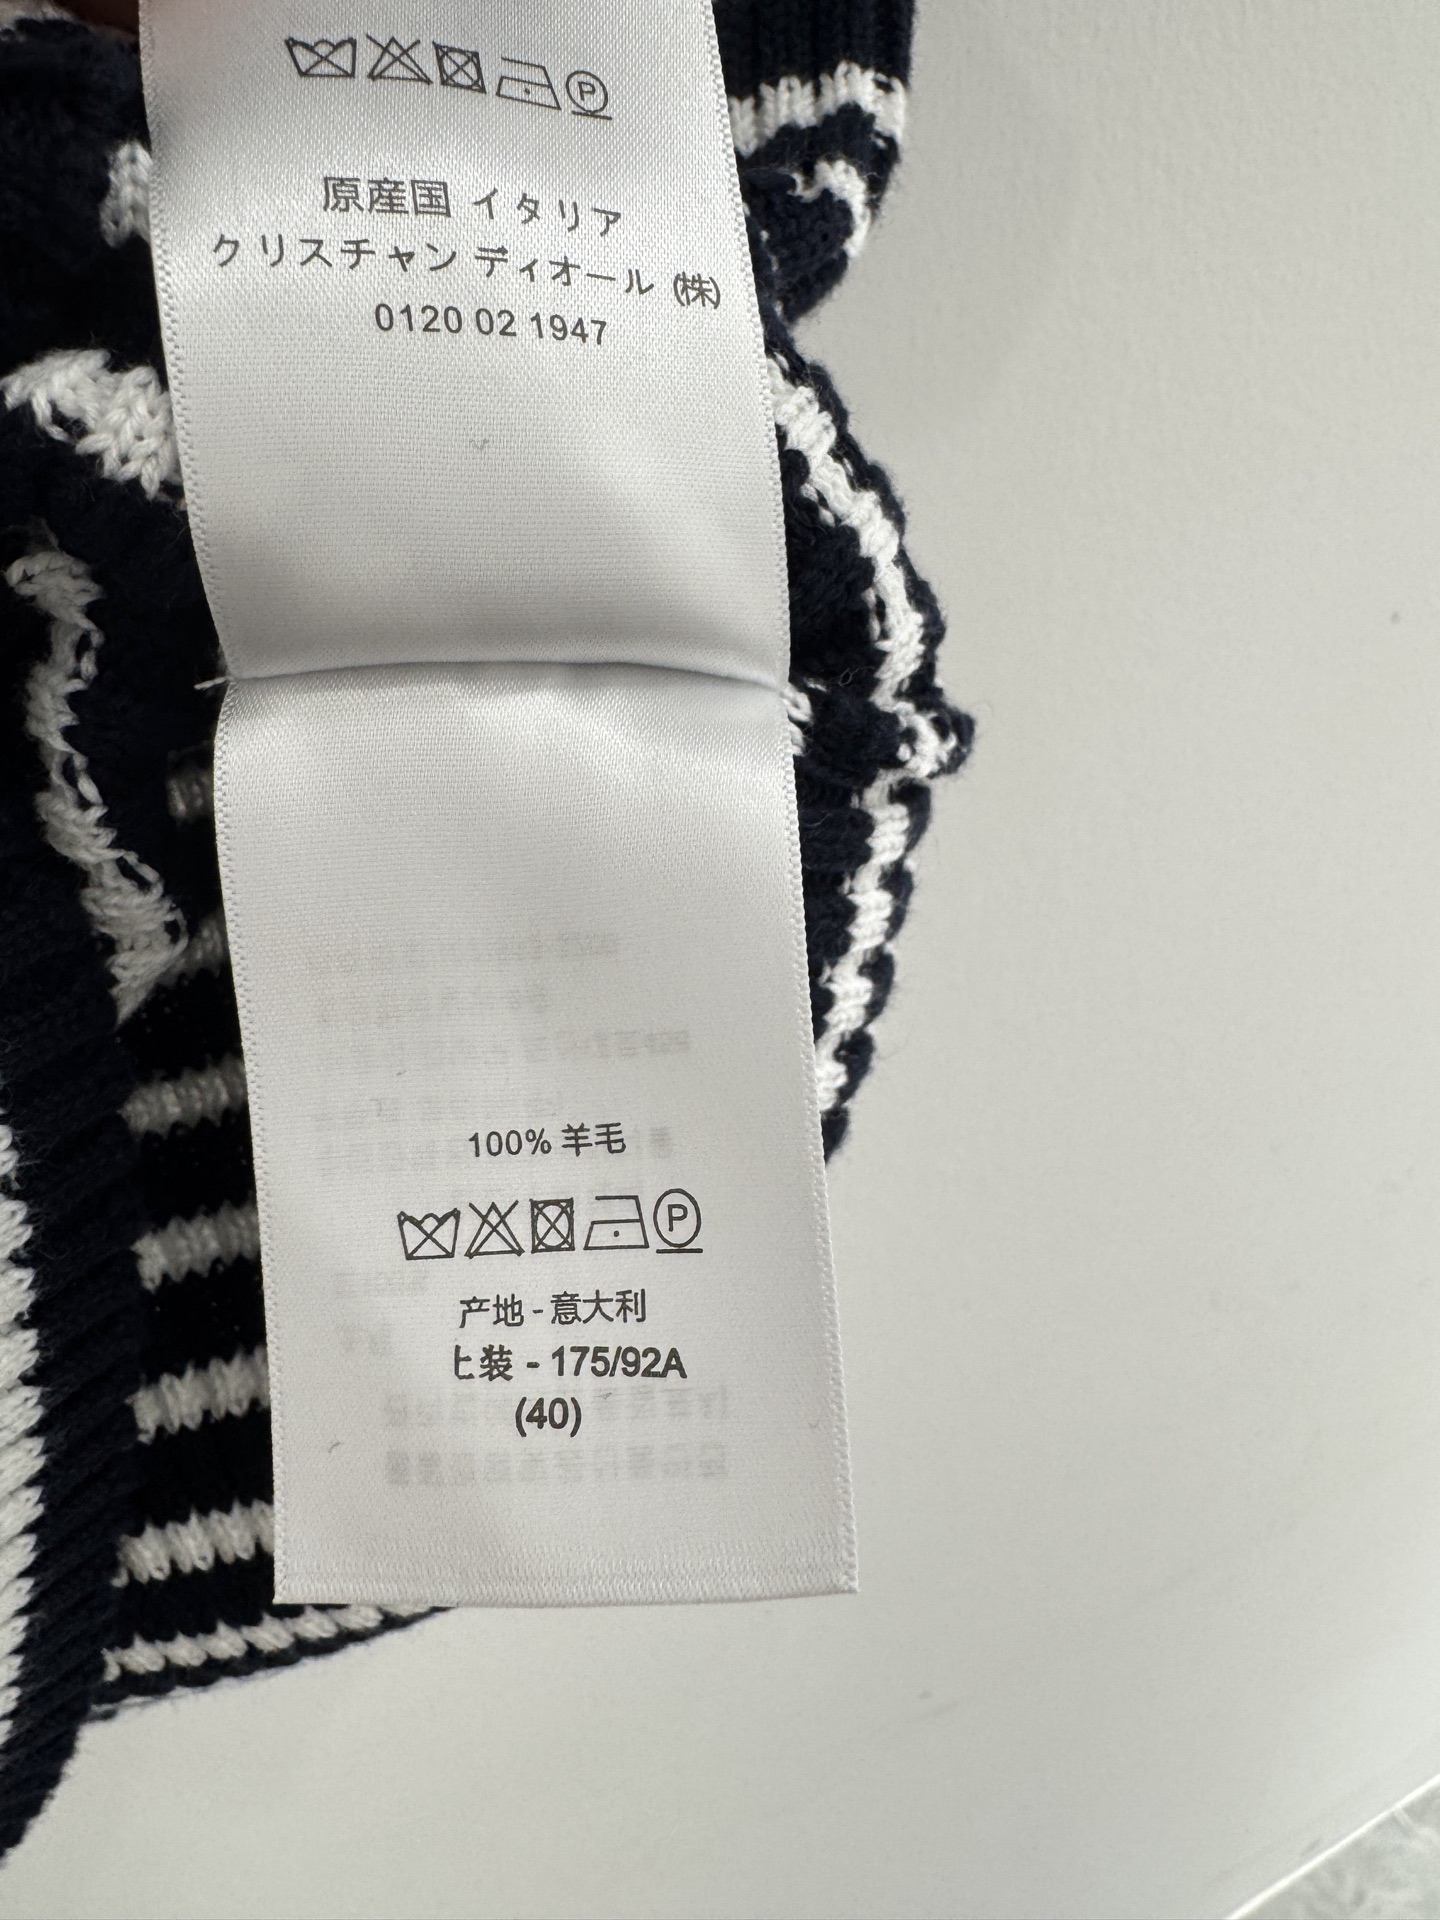 原産国 イタリア
クリスチャン ディオール (株)
0120 02 1947
100% 羊毛
P
产地 - 意大利
上装 - 175/92A
(40)